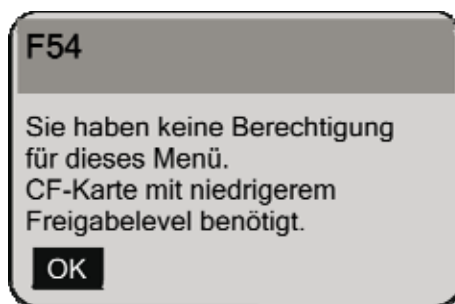 F54
Sie haben keine Berechtigung
für dieses Menü.
CF-Karte mit niedrigerem
Freigabelevel benötigt.
OK